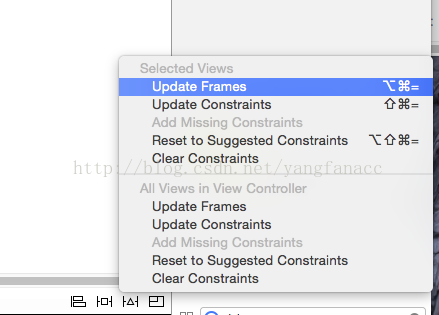 Selected Views
Update Frames ⌥⌘=
Update Constraints ⇧⌘=
Add Missing Constraints
Reset to Suggested Constraints ⌥⇧⌘=
Clear Constraints
http://blog.csdn.net/yangfanacc
All Views in View Controller
Update Frames
Update Constraints
Add Missing Constraints
Reset to Suggested Constraints
Clear Constraints